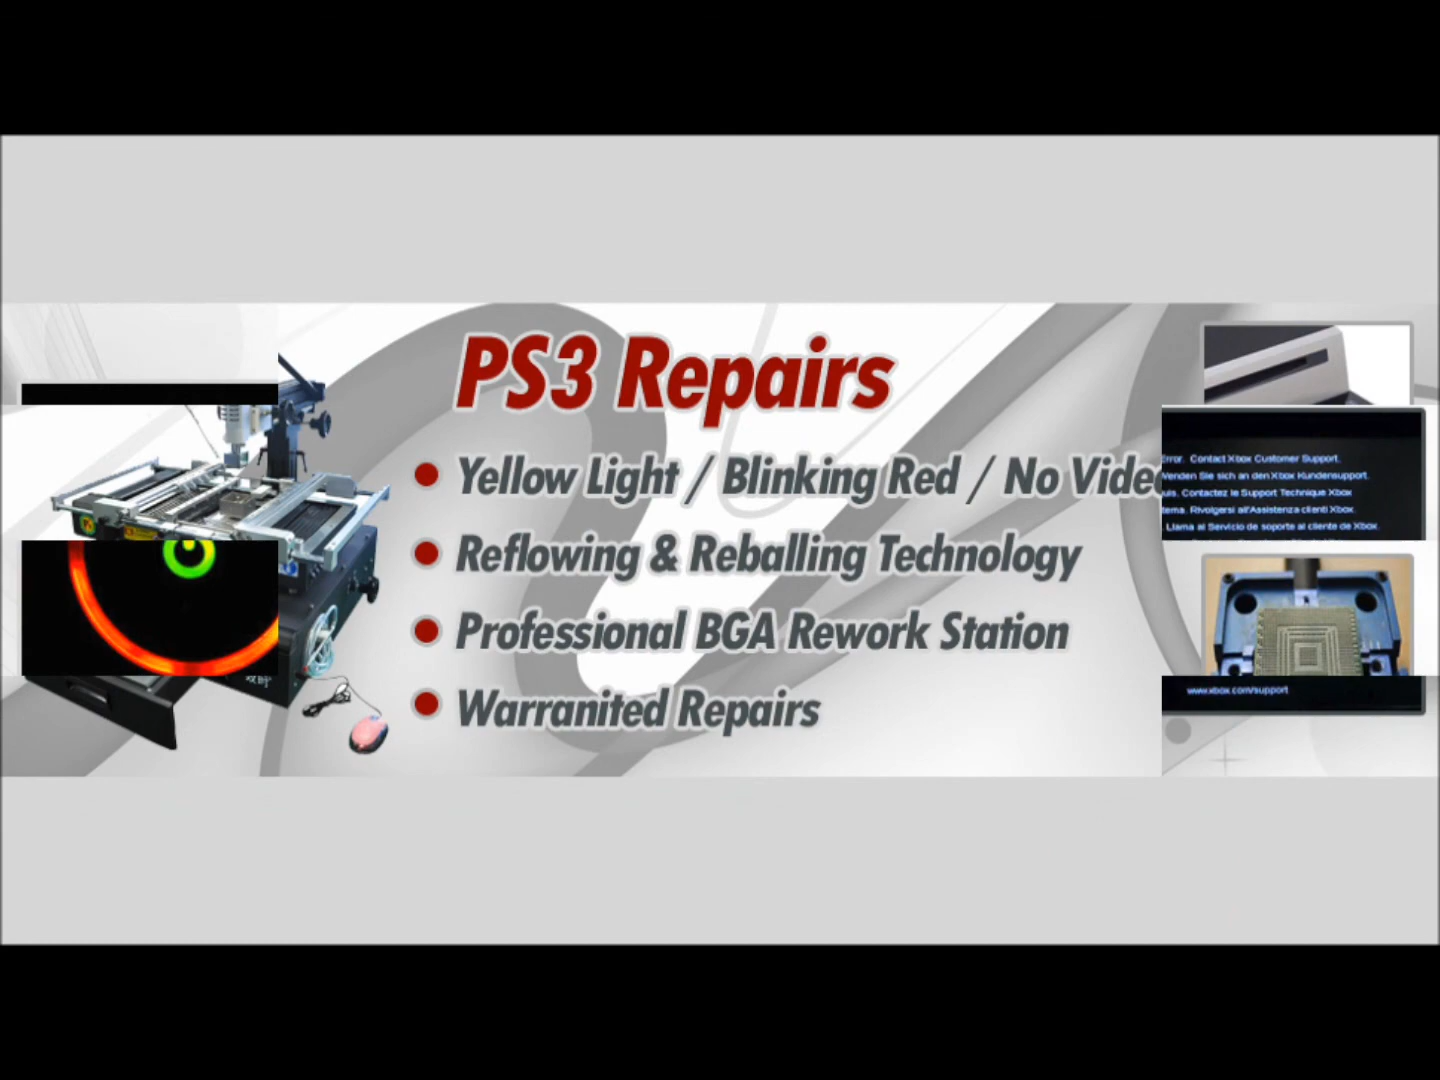 PS3 Repairs
Yellow Light / Blinking Red / No Video
Reflowing & Reballing Technology
Professional BGA Rework Station
Warranited Repairs
Error. Contact Xbox Customer Support.
Wenden Sie sich an den Xbox Kundensupport.
Contactez le Support Technique Xbox
Rivolgersi all'Assistenza clienti Xbox.
Llama al Servicio de soporte al cliente de Xbox.
www.xbox.com/support